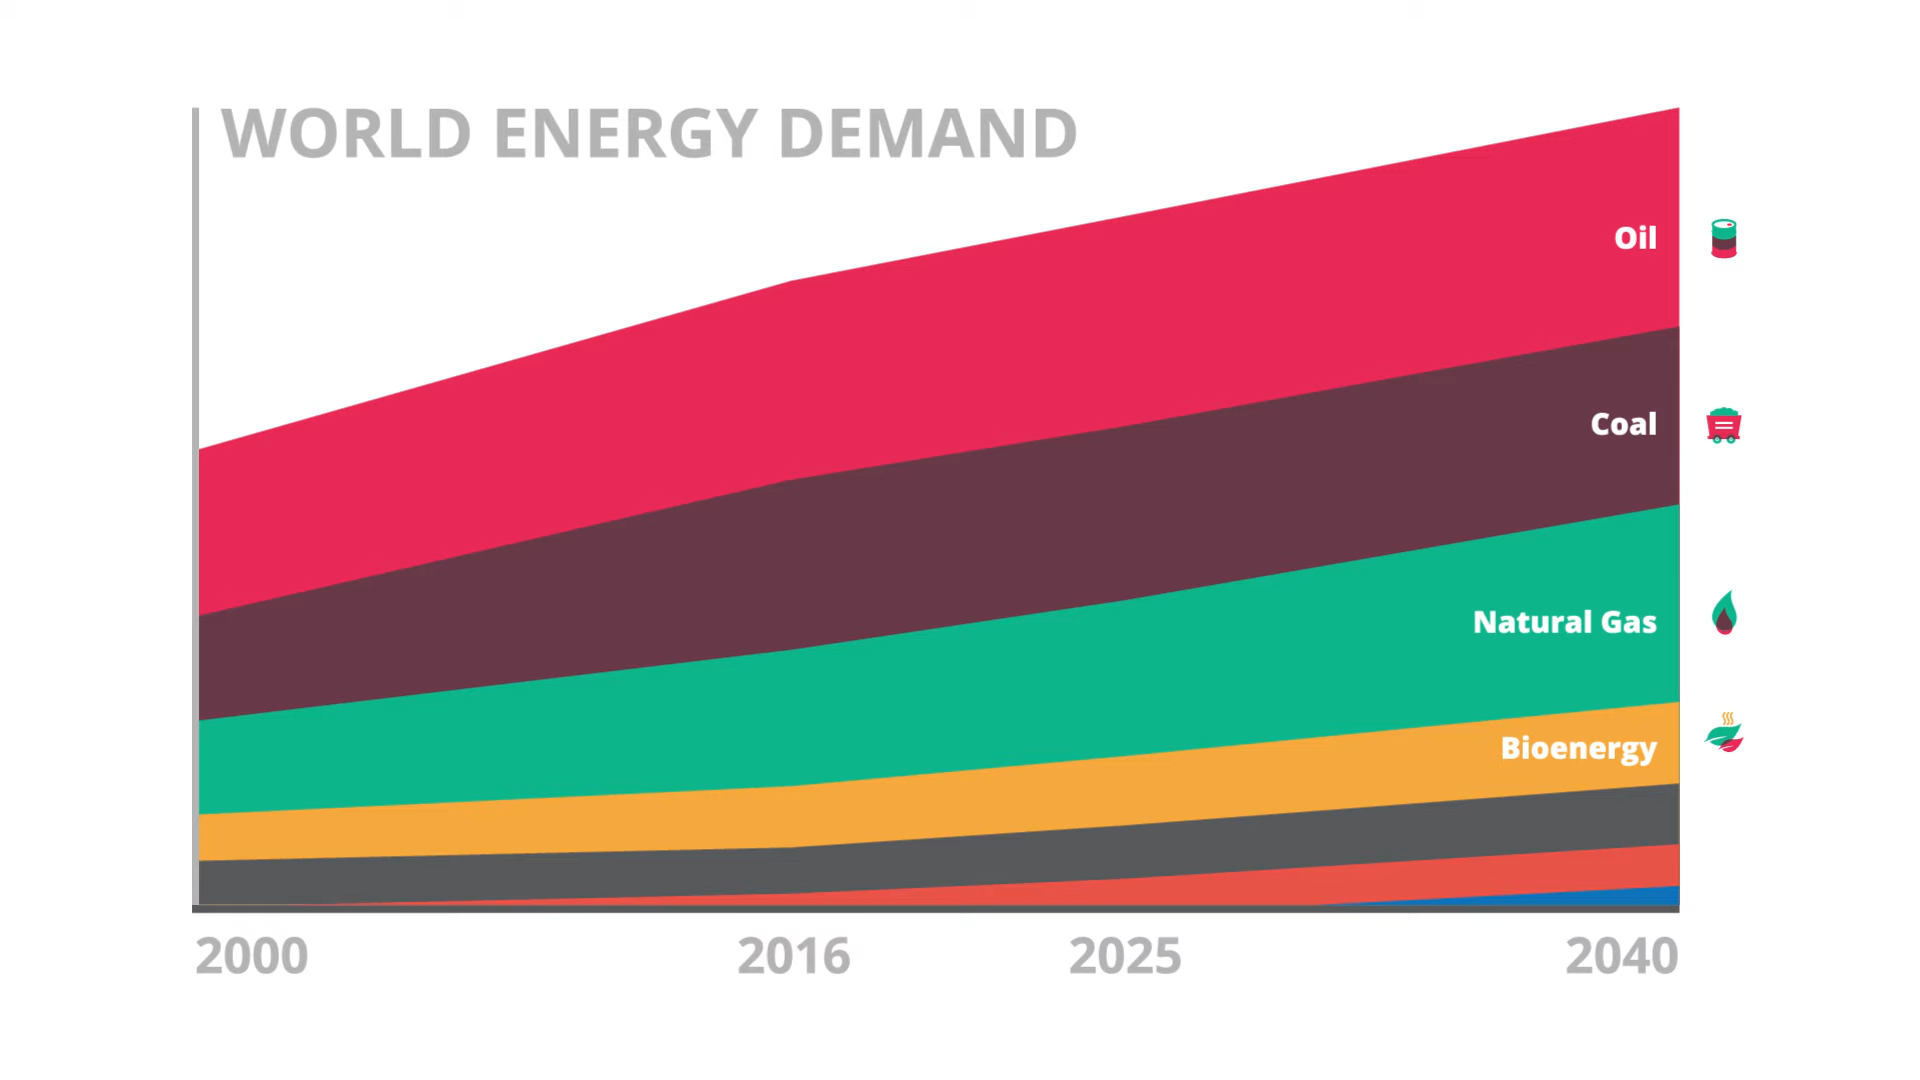 WORLD ENERGY DEMAND
Oil
Coal
Natural Gas
Bioenergy
2000 2016 2025 2040